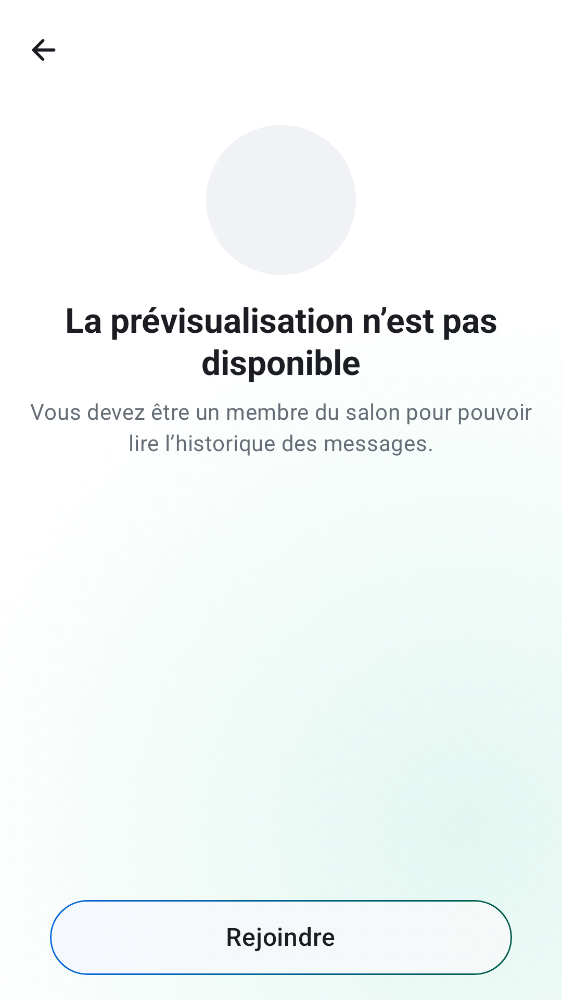 La prévisualisation n’est pas
disponible
Vous devez être un membre du salon pour pouvoir
lire l’historique des messages.
Rejoindre